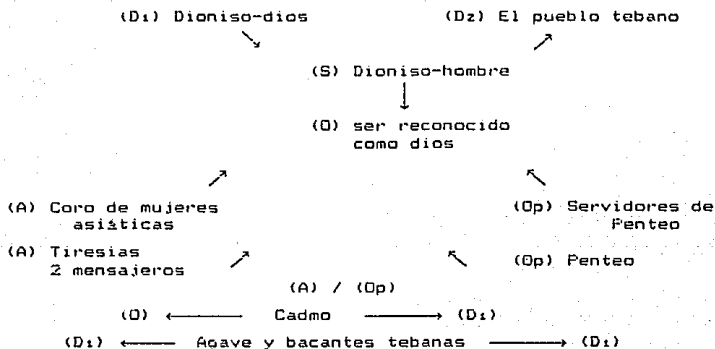 (D1) Dioniso-dios (D2) El pueblo tebano
↘ ↗
(S) Dioniso-hombre
↓
(O) ser reconocido
como dios
↗ ↖
(A) Coro de mujeres (Op) Servidores de
asiáticas Penteo
(A) Tiresias
2 mensajeros ↗ ↖ (Op) Penteo
(A) / (Op)
(O) ← Cadmo → (D1)
(D1) ← Agave y bacantes tebanas → (D1)